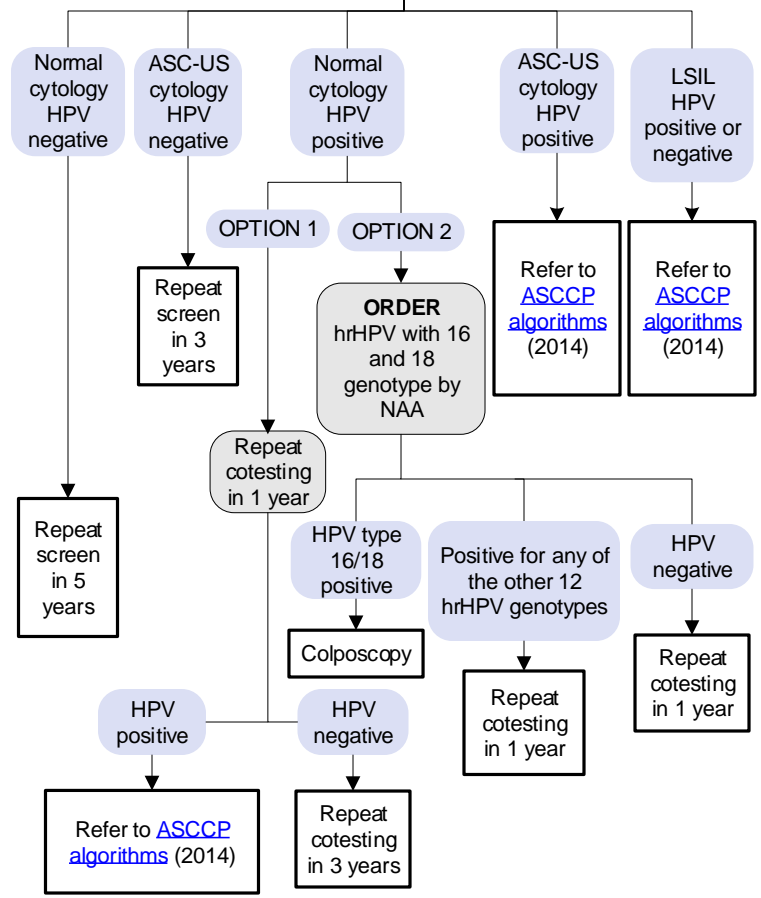 Normal
cytology
HPV
negative
ASC-US
cytology
HPV
negative
Normal
cytology
HPV
positive
ASC-US
cytology
HPV
positive
LSIL
HPV
positive or
negative
OPTION 1
OPTION 2
Repeat
screen
in 3
years
ORDER
hrHPV with 16
and 18
genotype by
NAA
Refer to
ASCCP
algorithms
(2014)
Refer to
ASCCP
algorithms
(2014)
Repeat
cotesting
in 1 year
Repeat
screen
in 5
years
HPV type
16/18
positive
Positive for any of
the other 12
hrHPV genotypes
HPV
negative
Colposcopy
Repeat
cotesting
in 1 year
Repeat
cotesting
in 1 year
HPV
positive
HPV
negative
Refer to ASCCP
algorithms (2014)
Repeat
cotesting
in 3 years